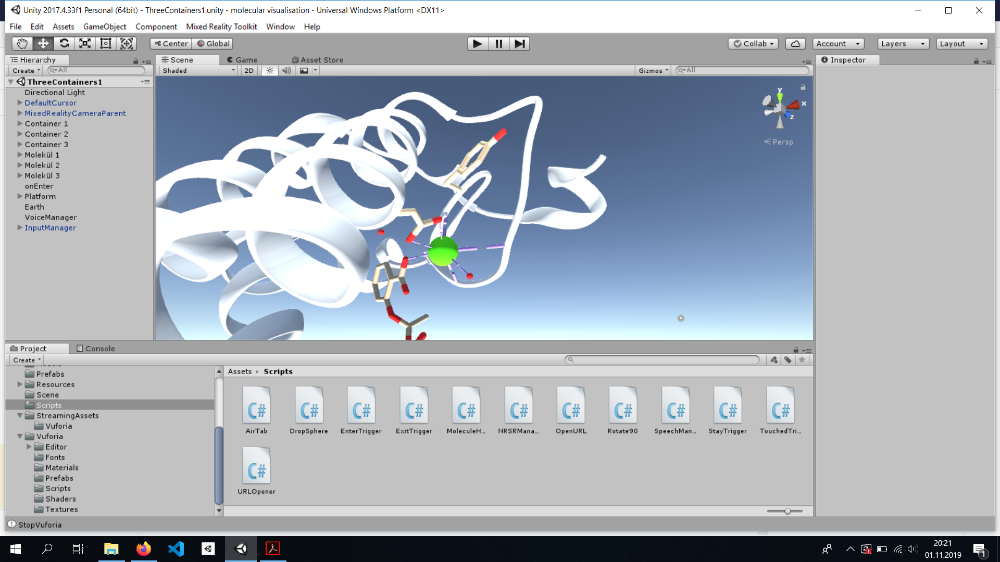 Unity 2017.4.33f1 Personal (64bit) - ThreeContainers1.unity - molecular visualisation - Universal Windows Platform <DX11>
File Edit Assets GameObject Component Mixed Reality Toolkit Window Help
Center Global Collab Account Layers Layout
Hierarchy Scene Game Asset Store Inspector
Create All Shaded 2D Gizmos All
ThreeContainers1
Directional Light
DefaultCursor
MixedRealityCameraParent
Container 1
Container 2
Container 3
Molekül 1
Molekül 2
Molekül 3
onEnter
Platform
Earth
VoiceManager
InputManager
y
x
z
Persp
Project Console
Create
Models
Prefabs
Resources
Scene
Scripts
StreamingAssets
Vuforia
Vuforia
Editor
Fonts
Materials
Prefabs
Scripts
Shaders
Textures
Assets Scripts
C# C# C# C# C# C# C# C# C# C# C#
AirTab DropSphere EnterTrigger ExitTrigger MoleculeH... NRSRMana... OpenURL Rotate90 SpeechMan... StayTrigger TouchedTri...
C#
URLOpener
StopVuforia
20:21
01.11.2019
1